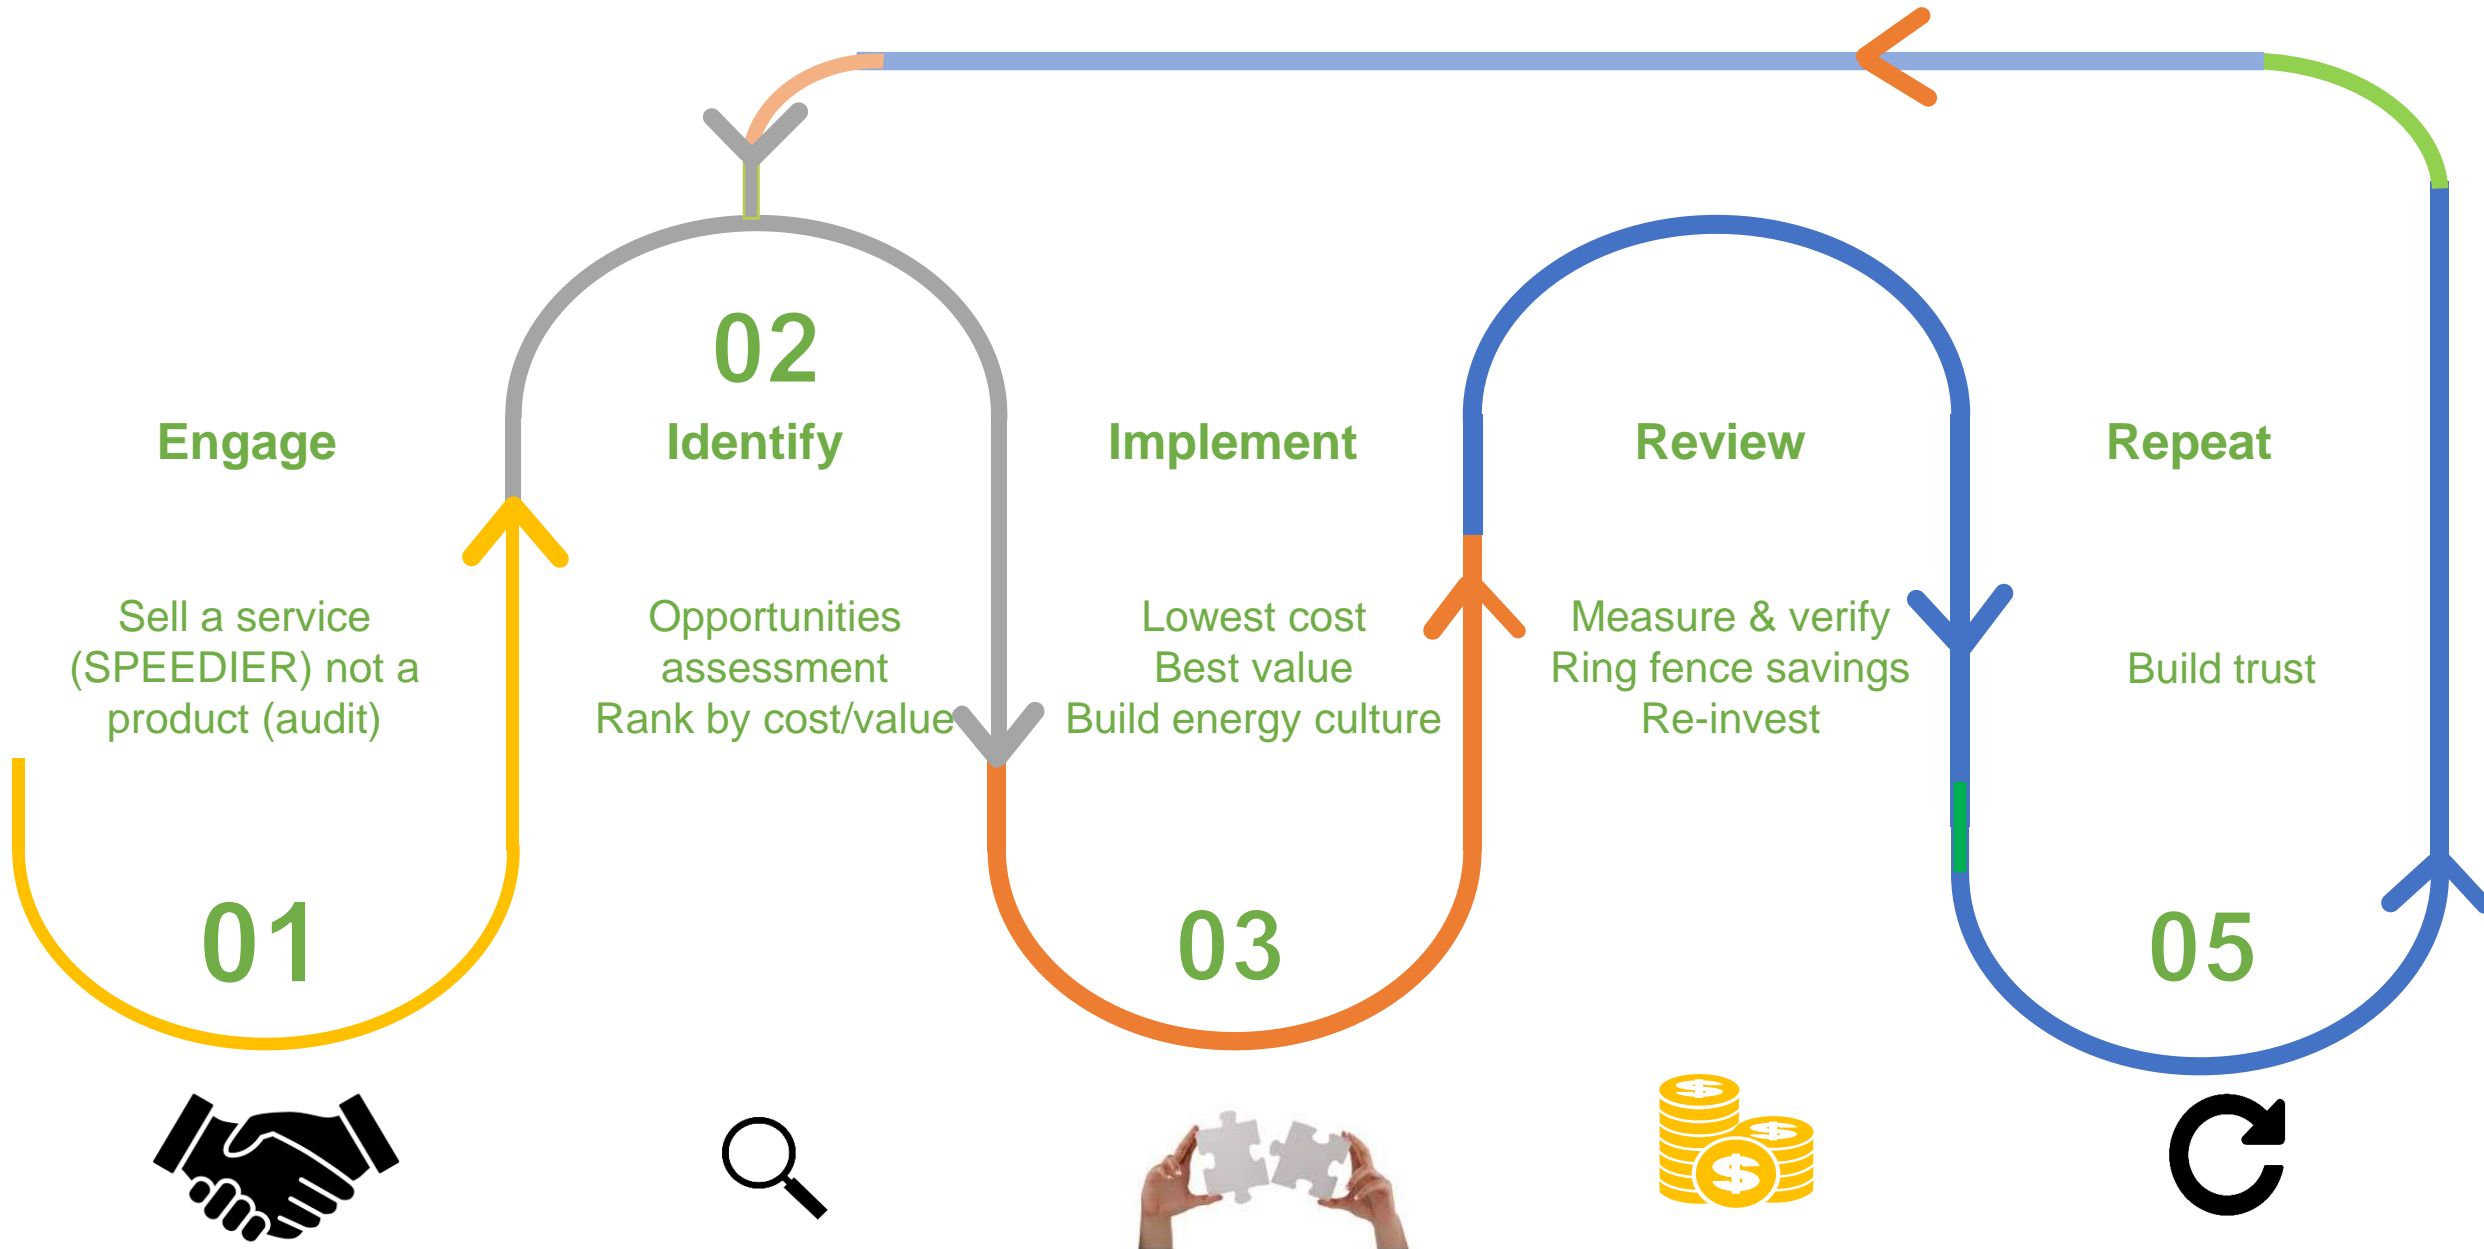 01
Engage
Sell a service
(SPEEDIER) not a
product (audit)
02
Identify
Opportunities
assessment
Rank by cost/value
03
Implement
Lowest cost
Best value
Build energy culture
Review
Measure & verify
Ring fence savings
Re-invest
05
Repeat
Build trust
$
$
$